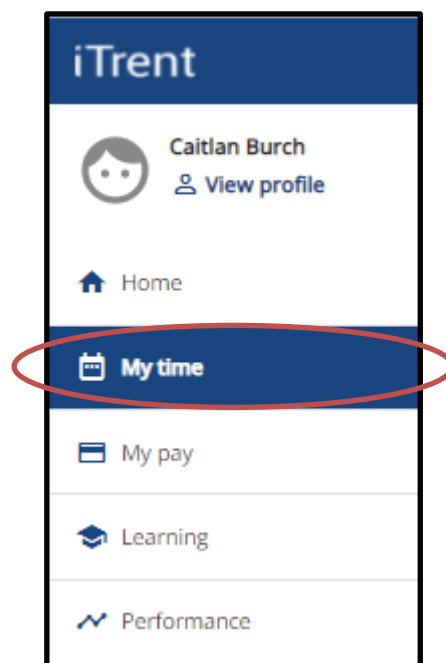 iTrent
Caitlan Burch
View profile
Home
My time
My pay
Learning
Performance